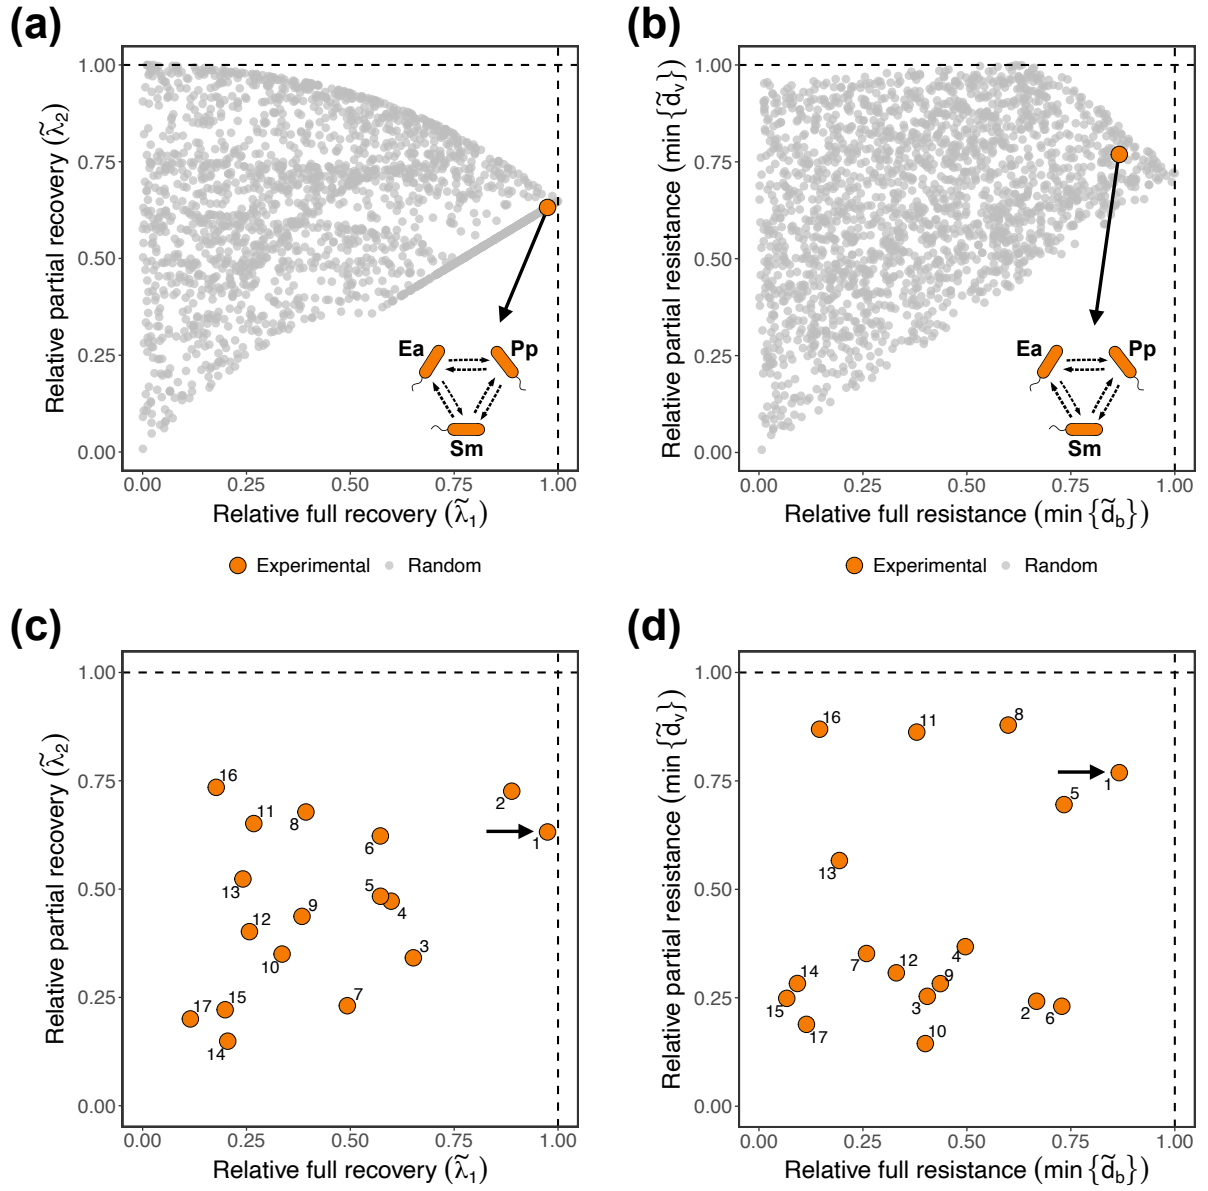 (a)
1.00
0.75
0.50
0.25
0.00
Relative partial recovery (λ̃₂)
Ea
Pp
Sm
0.00 0.25 0.50 0.75 1.00
Relative full recovery (λ̃₁)
Experimental Random
(b)
1.00
0.75
0.50
0.25
0.00
Relative partial resistance (min {d̃ᵥ})
Ea
Pp
Sm
0.00 0.25 0.50 0.75 1.00
Relative full resistance (min {d̃_b})
Experimental Random
(c)
1.00
0.75
0.50
0.25
0.00
Relative partial recovery (λ̃₂)
16
11
8
2
1
6
13
5
4
9
12
10
3
7
15
17
14
0.00 0.25 0.50 0.75 1.00
Relative full recovery (λ̃₁)
(d)
1.00
0.75
0.50
0.25
0.00
Relative partial resistance (min {d̃ᵥ})
16
11
8
1
5
13
4
7
12
9
14
15
3
2
6
17
10
0.00 0.25 0.50 0.75 1.00
Relative full resistance (min {d̃_b})